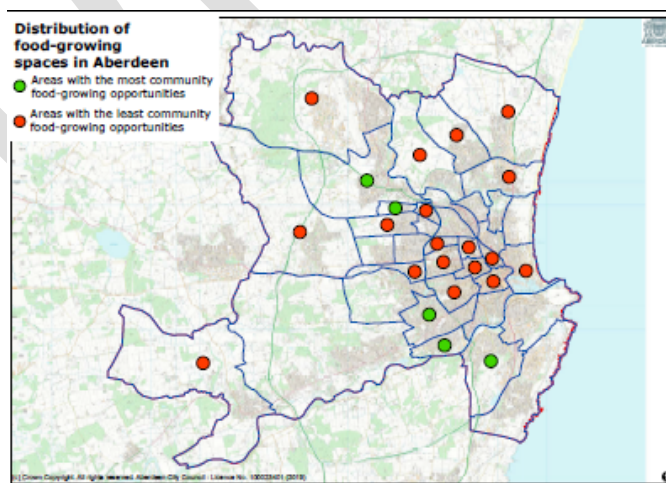 Distribution of
food-growing
spaces in Aberdeen
Areas with the most community
food-growing opportunities
Areas with the least community
food-growing opportunities
(c) Crown Copyright. All rights reserved. Aberdeen City Council - Licence No. 100023401 (2019)